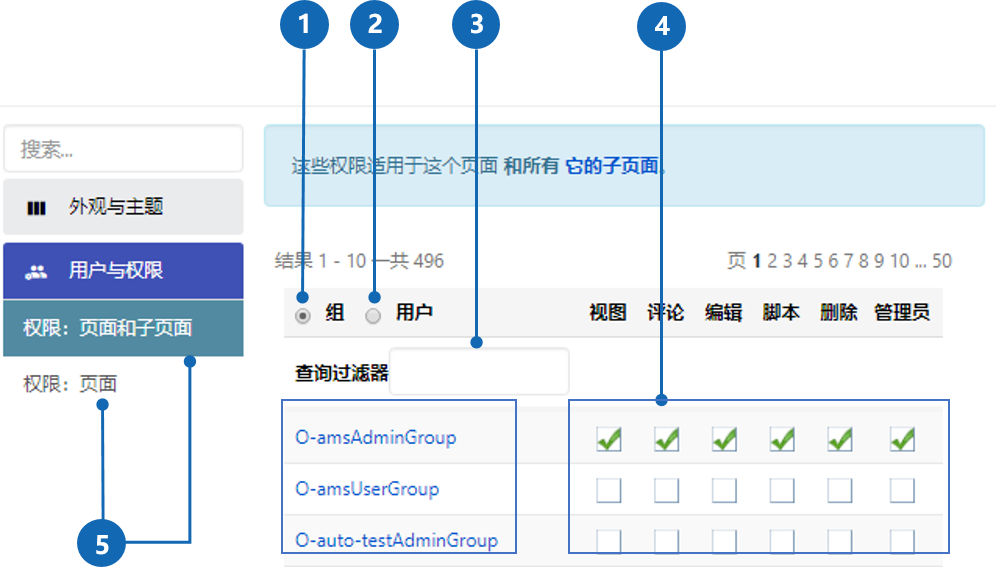 1 2 3 4
搜索...
这些权限适用于这个页面 和所有 它的子页面。
外观与主题
用户与权限
结果 1 - 10 一共 496
页 1 2 3 4 5 6 7 8 9 10 ... 50
组 用户 视图 评论 编辑 脚本 删除 管理员
权限：页面和子页面
查询过滤器
权限：页面
O-amsAdminGroup
O-amsUserGroup
O-auto-testAdminGroup
5